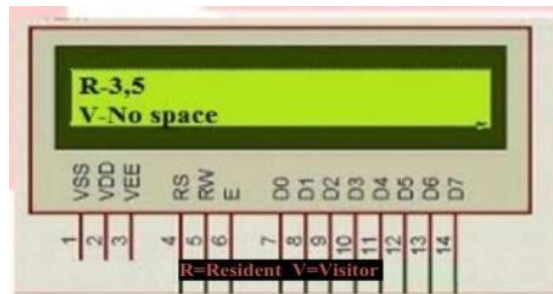 R-3,5
V-No space
VSS VDD VEE RS RW E D0 D1 D2 D3 D4 D5 D6 D7
1 2 3 4 5 6 7 8 9 10 11 12 13 14
R=Resident V=Visitor